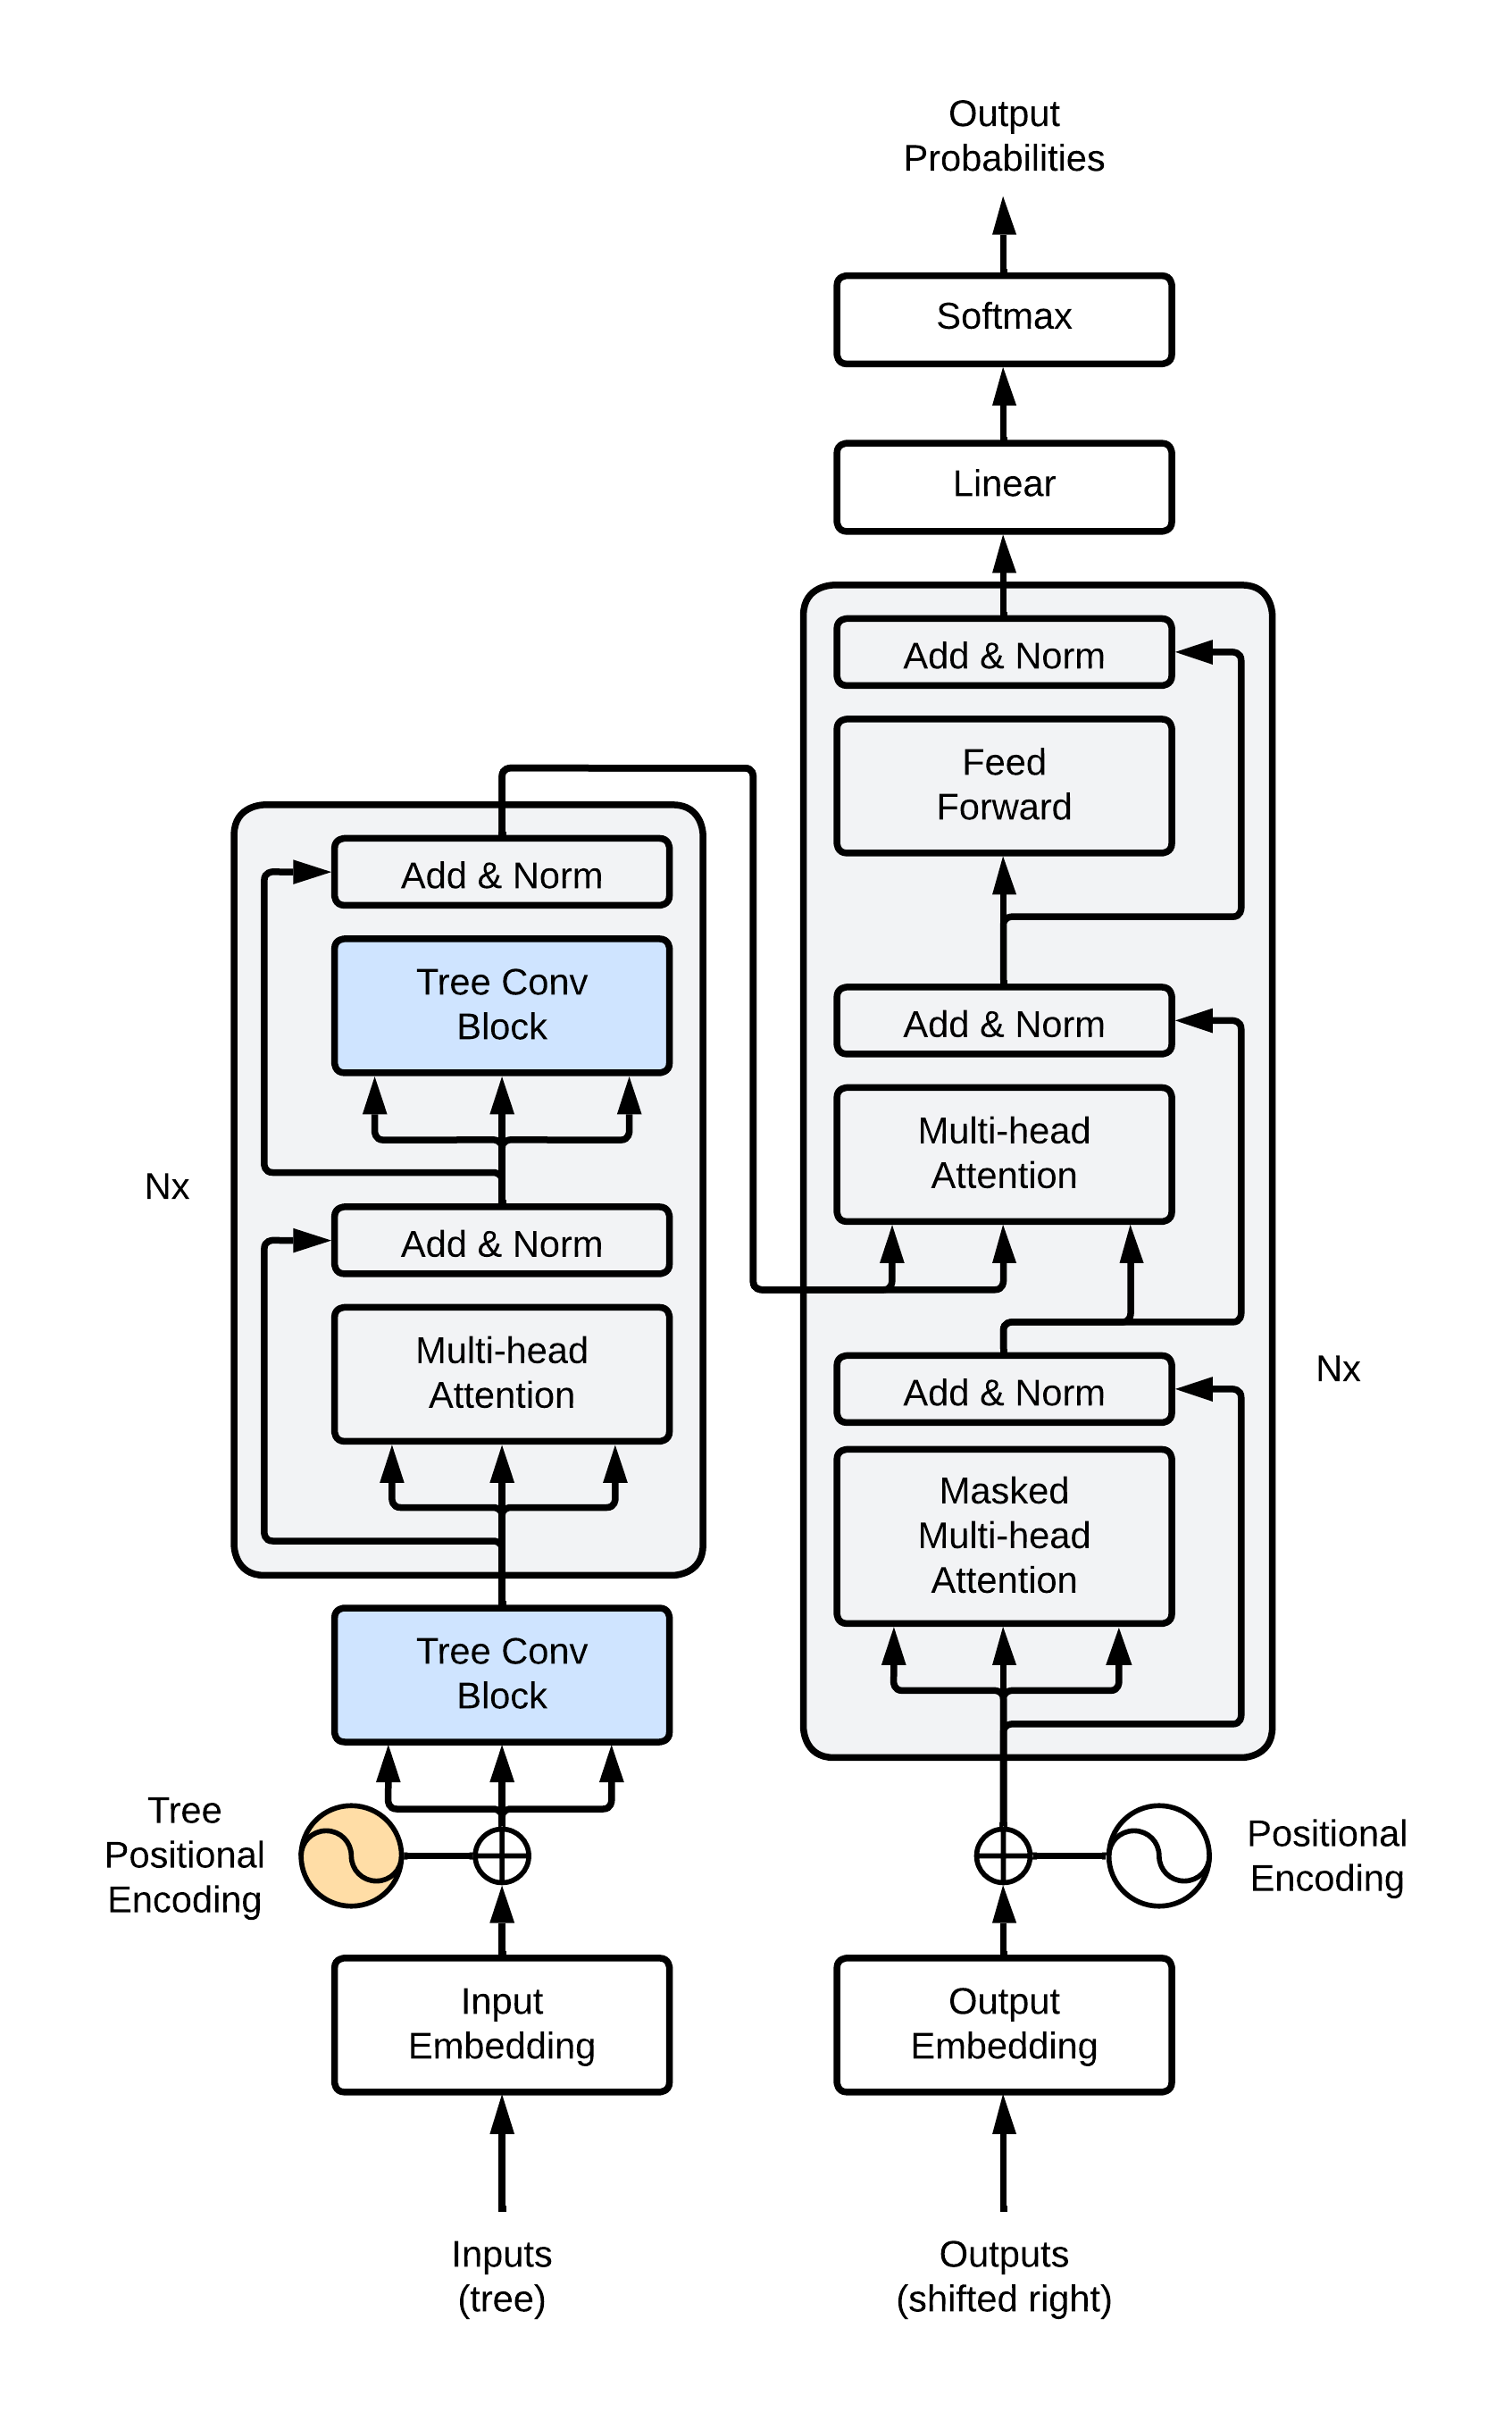 Output
Probabilities
Softmax
Linear
Add & Norm
Feed
Forward
Add & Norm
Multi-head
Attention
Add & Norm
Masked
Multi-head
Attention
Nx
Positional
Encoding
Output
Embedding
Outputs
(shifted right)
Add & Norm
Tree Conv
Block
Nx
Add & Norm
Multi-head
Attention
Tree Conv
Block
Tree
Positional
Encoding
Input
Embedding
Inputs
(tree)